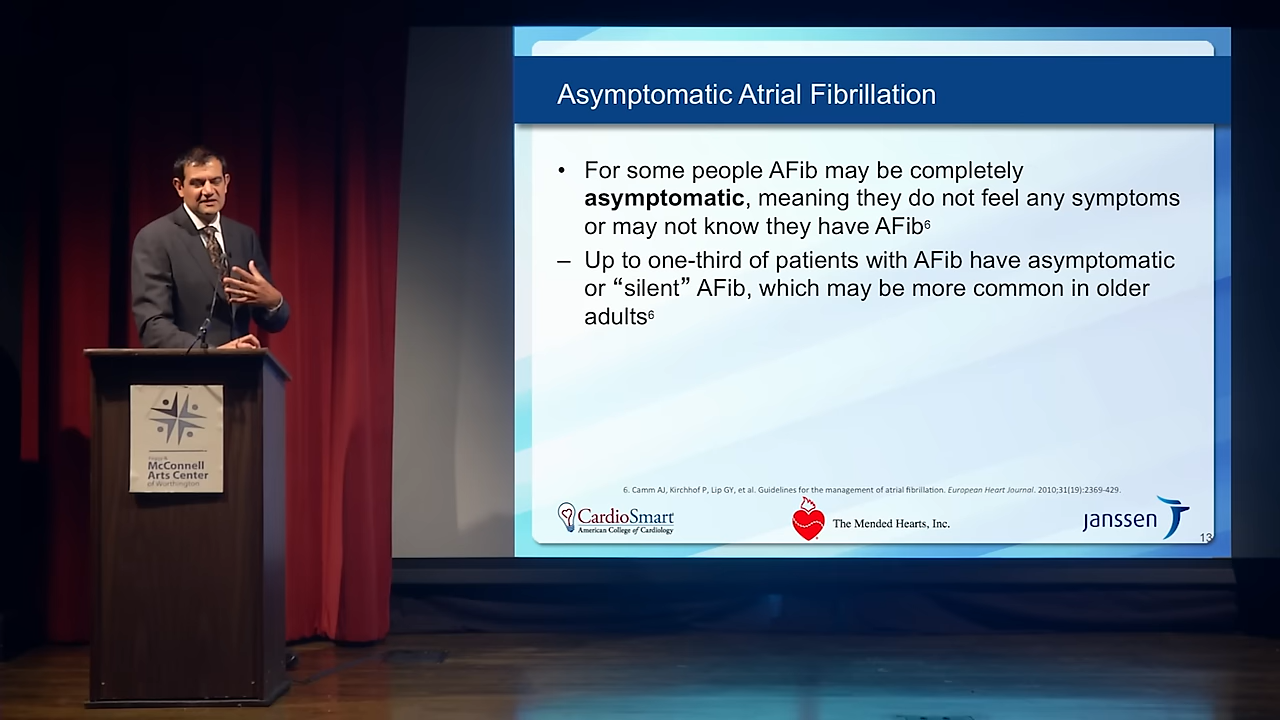 Asymptomatic Atrial Fibrillation
• For some people AFib may be completely
asymptomatic, meaning they do not feel any symptoms
or may not know they have AFib⁶
– Up to one-third of patients with AFib have asymptomatic
or “silent” AFib, which may be more common in older
adults⁶
6. Camm AJ, Kirchhof P, Lip GY, et al. Guidelines for the management of atrial fibrillation. European Heart Journal. 2010;31(19):2369-429.
CardioSmart
American College of Cardiology
The Mended Hearts, Inc.
janssen
13
McConnell
Arts Center
of Worthington